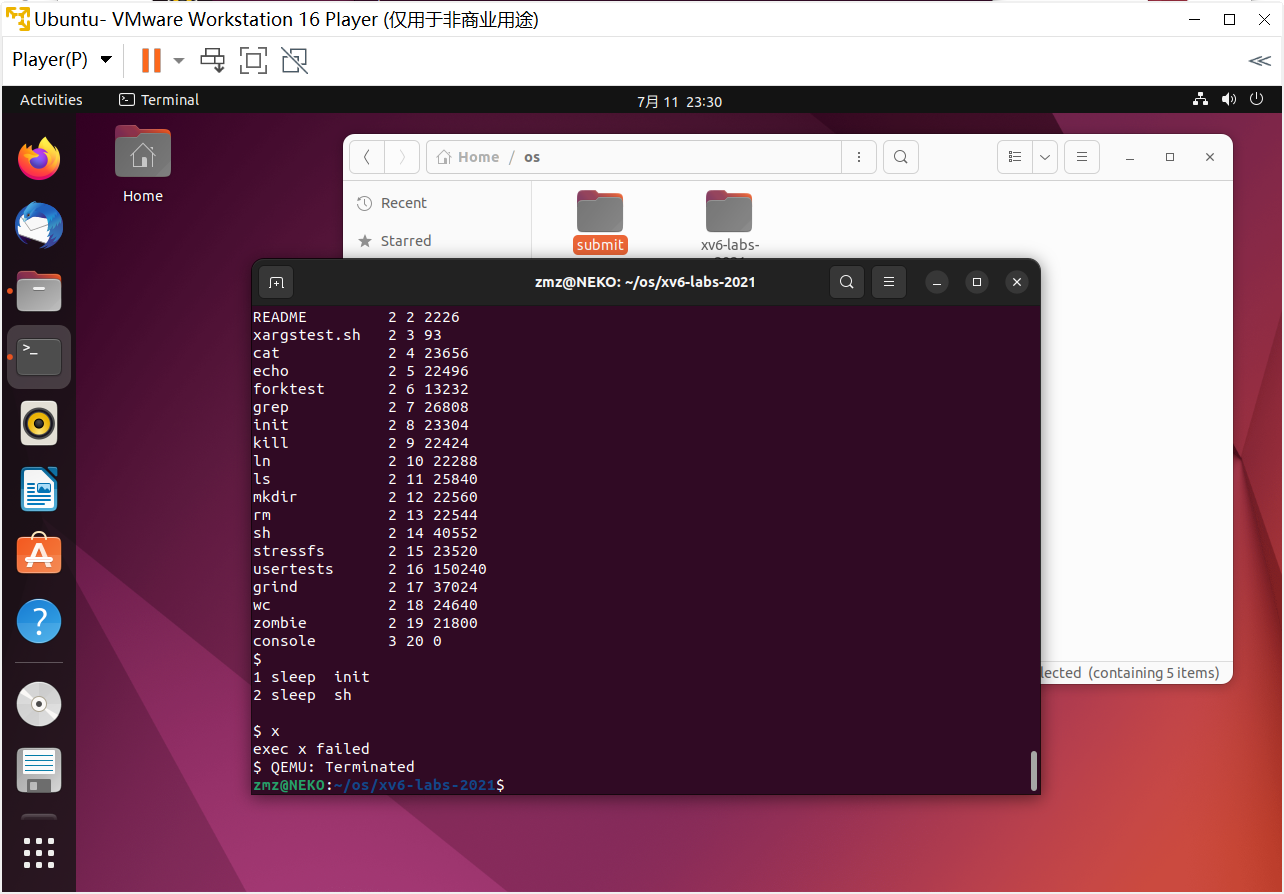 Ubuntu- VMware Workstation 16 Player (仅用于非商业用途)
Player(P)
Activities
Terminal
7月 11 23:30
Home
Home / os
Recent
Starred
submit
xv6-labs-
zmz@NEKO: ~/os/xv6-labs-2021
README 2 2 2226
xargstest.sh 2 3 93
cat 2 4 23656
echo 2 5 22496
forktest 2 6 13232
grep 2 7 26808
init 2 8 23304
kill 2 9 22424
ln 2 10 22288
ls 2 11 25840
mkdir 2 12 22560
rm 2 13 22544
sh 2 14 40552
stressfs 2 15 23520
usertests 2 16 150240
grind 2 17 37024
wc 2 18 24640
zombie 2 19 21800
console 3 20 0
$
1 sleep init
2 sleep sh
$ x
exec x failed
$ QEMU: Terminated
zmz@NEKO:~/os/xv6-labs-2021$
lected (containing 5 items)